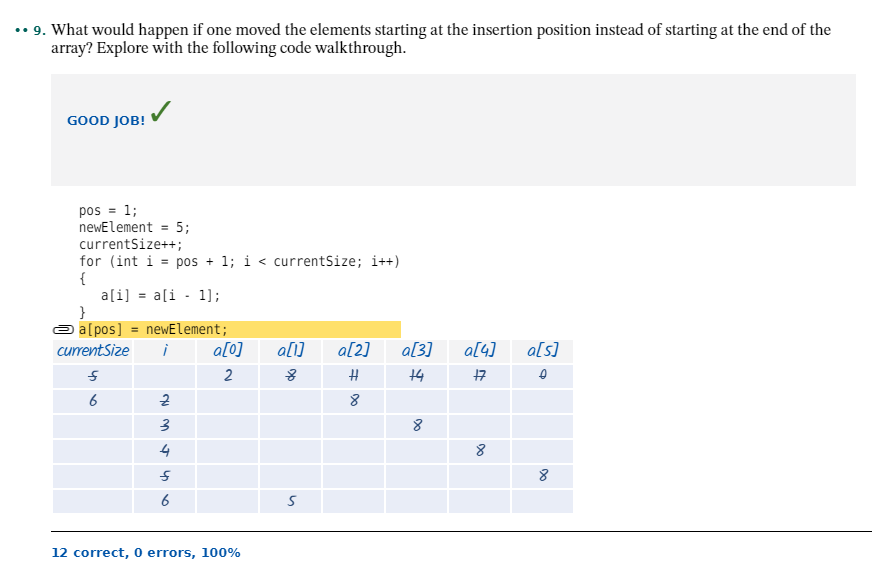 •• 9. What would happen if one moved the elements starting at the insertion position instead of starting at the end of the
array? Explore with the following code walkthrough.
GOOD JOB! ✓
pos = 1;
newElement = 5;
currentSize++;
for (int i = pos + 1; i < currentSize; i++)
{
a[i] = a[i - 1];
}
a[pos] = newElement;
currentSize i a[0] a[1] a[2] a[3] a[4] a[5]
5 2 8 11 14 17 0
6 2 8
3 8
4 8
5 8
6 5
12 correct, 0 errors, 100%